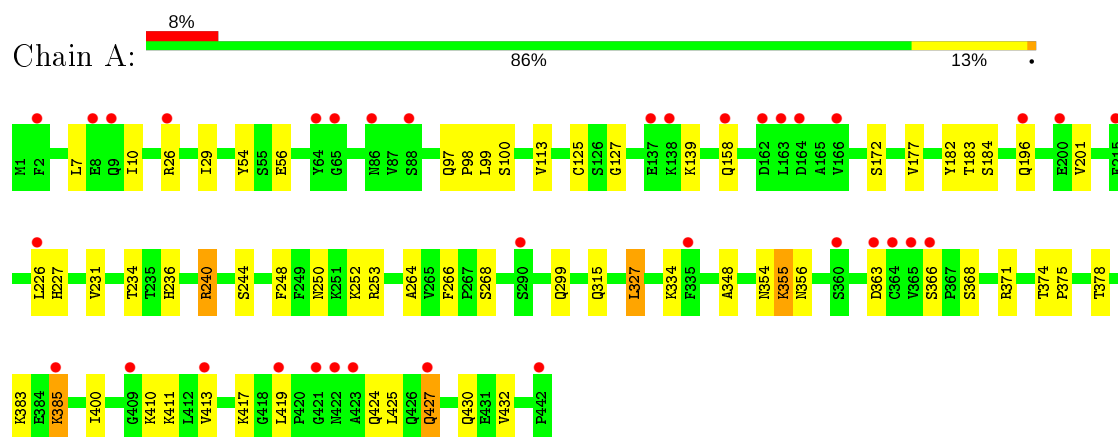 8%
Chain A:
86% 13% •
M1 F2 L7 E8 Q9 I10 R26 I29 Y54 S55 E56 Y64 G65 N86 V87 S88 Q97 P98 L99 S100 V113 C125 S126 G127 E137 K138 K139 Q158 D162 L163 D164 A165 V166 S172 V177 Y182 T183 S184 Q196 E200 V201
L226 H227 V231 T234 T235 H236 R240 S244 F248 F249 N250 K251 K252 R253 A264 V265 F266 P267 S268 S290 Q299 Q315 L327 K334 F335 A348 N354 K355 N356 S360 D363 C364 V365 S366 P367 S368 R371 T374 P375 T378
K383 E384 K385 I400 G409 K410 K411 L412 V413 K417 G418 L419 P420 G421 N422 A423 Q424 L425 Q426 Q427 Q430 E431 V432 P442